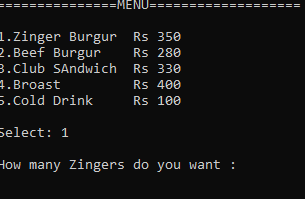 ===============MENU===================
1.Zinger Burgur Rs 350
2.Beef Burgur Rs 280
3.Club SAndwich Rs 330
4.Broast Rs 400
5.Cold Drink Rs 100
Select: 1
How many Zingers do you want :